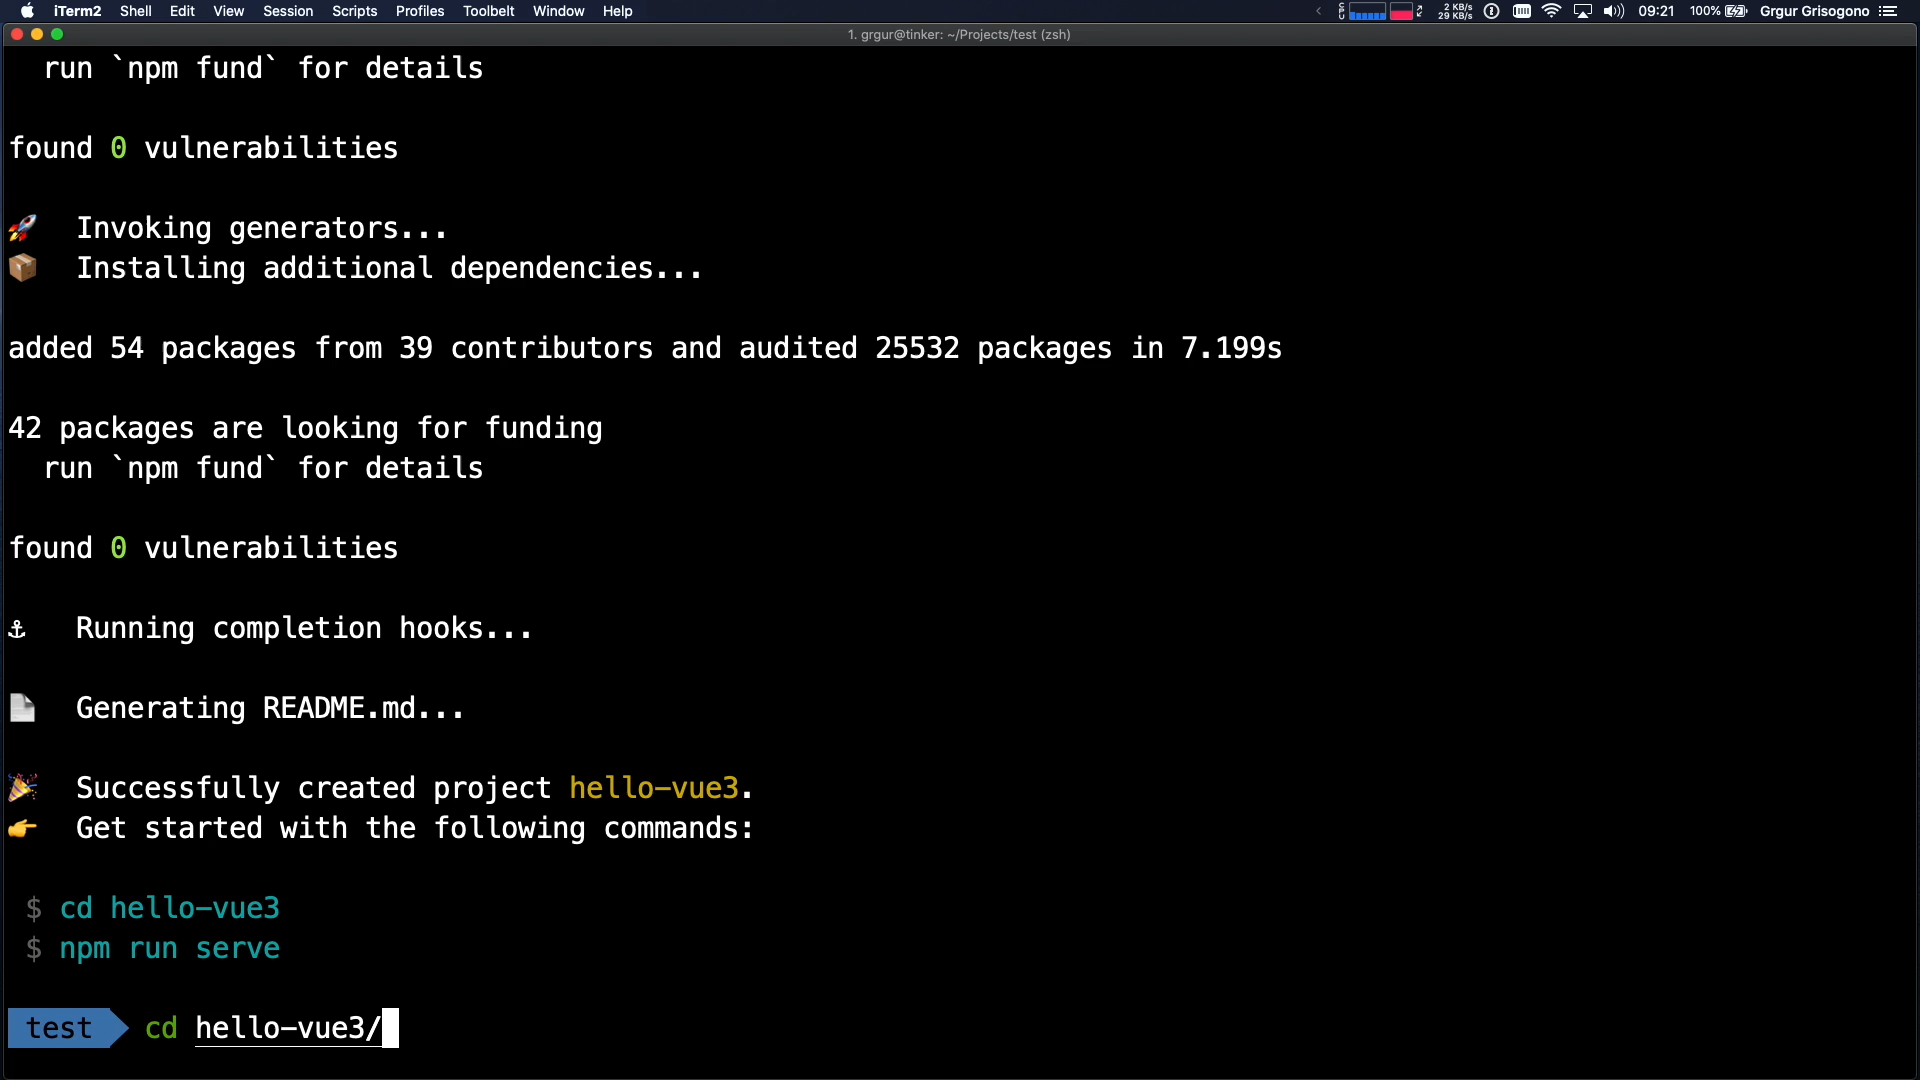 iTerm2 Shell Edit View Session Scripts Profiles Toolbelt Window Help 2 KB/s 29 KB/s 09:21 100% Grgur Grisogono
1. grgur@tinker: ~/Projects/test (zsh)
run `npm fund` for details
found 0 vulnerabilities
🚀 Invoking generators...
📦 Installing additional dependencies...
added 54 packages from 39 contributors and audited 25532 packages in 7.199s
42 packages are looking for funding
run `npm fund` for details
found 0 vulnerabilities
⚓ Running completion hooks...
📄 Generating README.md...
🎉 Successfully created project hello-vue3.
👉 Get started with the following commands:
$ cd hello-vue3
$ npm run serve
test cd hello-vue3/